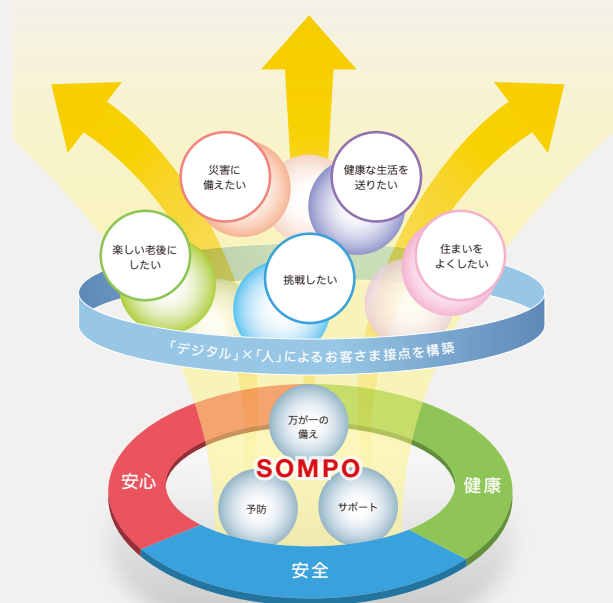 災害に
備えたい
健康な生活を
送りたい
楽しい老後に
したい
挑戦したい
住まいを
よくしたい
「デジタル」×「人」によるお客さま接点を構築
万が一の
備え
SOMPO
安心
健康
予防
サポート
安全